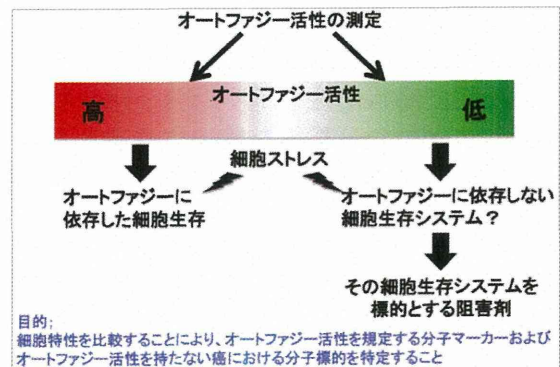 オートファジー活性の測定
高
オートファジー活性
低
細胞ストレス
オートファジーに
依存した細胞生存
オートファジーに依存しない
細胞生存システム？
その細胞生存システムを
標的とする阻害剤
目的；
細胞特性を比較することにより、オートファジー活性を規定する分子マーカーおよび
オートファジー活性を持たない癌における分子標的を特定すること